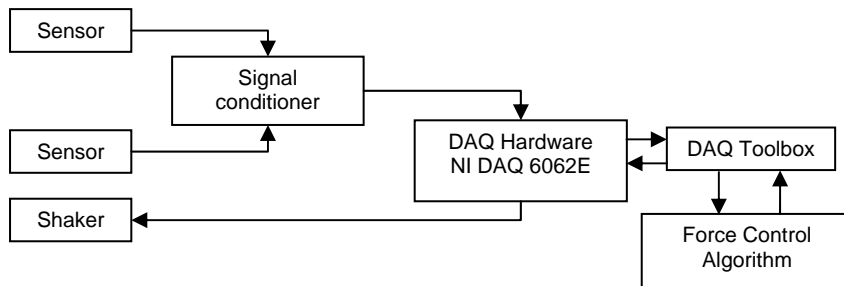 Sensor
Signal
conditioner
Sensor
DAQ Hardware
NI DAQ 6062E
DAQ Toolbox
Shaker
Force Control
Algorithm